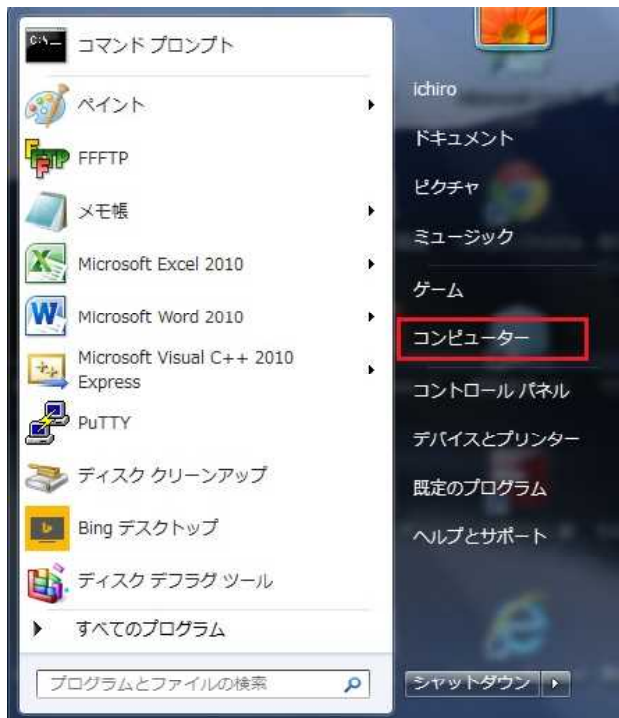 コマンド プロンプト
ペイント
FFFTP
メモ帳
Microsoft Excel 2010
Microsoft Word 2010
Microsoft Visual C++ 2010
Express
PuTTY
ディスク クリーンアップ
Bing デスクトップ
ディスク デフラグ ツール
すべてのプログラム
プログラムとファイルの検索
ichiro
ドキュメント
ピクチャ
ミュージック
ゲーム
コンピューター
コントロール パネル
デバイスとプリンター
既定のプログラム
ヘルプとサポート
シャットダウン